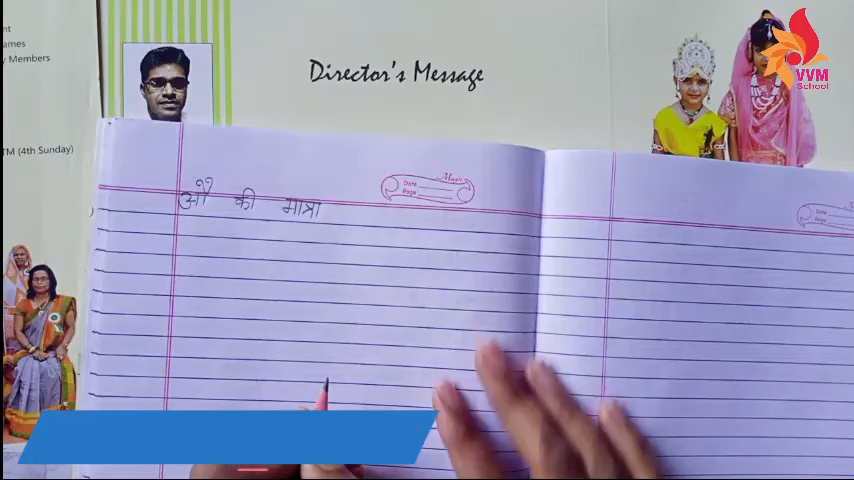 ent
ames
y Members
TM (4th Sunday)
Director's Message
VVM
School
औ की मात्रा
Date
Page
Date
Page